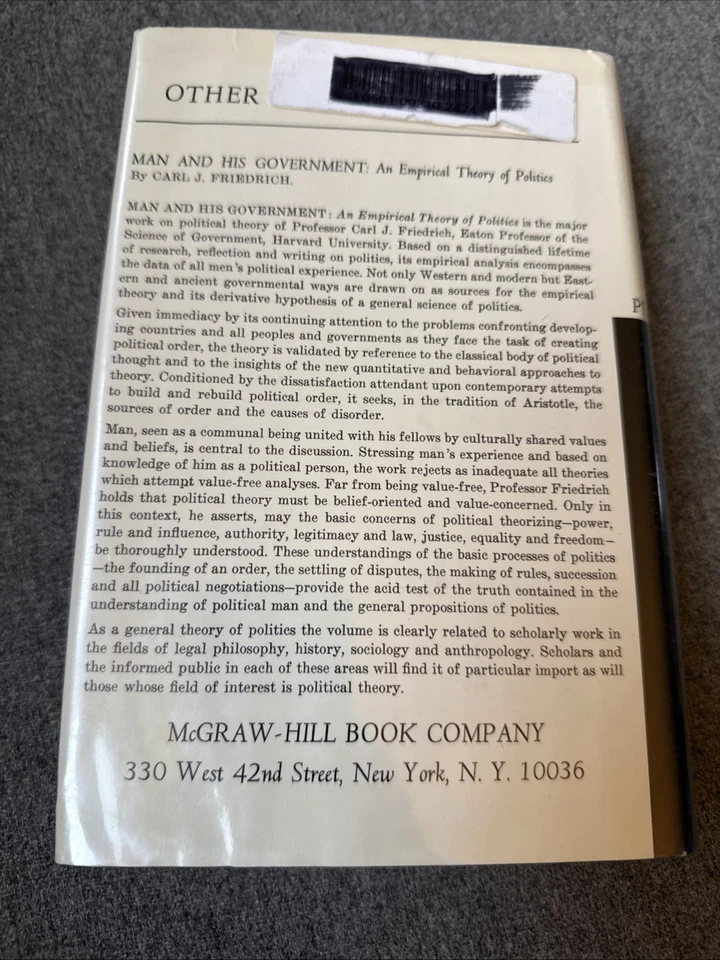 OTHER
MAN AND HIS GOVERNMENT: An Empirical Theory of Politics
By CARL J. FRIEDRICH.
MAN AND HIS GOVERNMENT: An Empirical Theory of Politics is the major
work on political theory of Professor Carl J. Friedrich, Eaton Professor of the
Science of Government, Harvard University. Based on a distinguished lifetime
of research, reflection and writing on politics, its empirical analysis encompasses
the data of all men's political experience. Not only Western and modern but East-
ern and ancient governmental ways are drawn on as sources for the empirical
theory and its derivative hypothesis of a general science of politics.
Given immediacy by its continuing attention to the problems confronting develop-
ing countries and all peoples and governments as they face the task of creating
political order, the theory is validated by reference to the classical body of political
thought and to the insights of the new quantitative and behavioral approaches to
theory. Conditioned by the dissatisfaction attendant upon contemporary attempts
to build and rebuild political order, it seeks, in the tradition of Aristotle, the
sources of order and the causes of disorder.
Man, seen as a communal being united with his fellows by culturally shared values
and beliefs, is central to the discussion. Stressing man's experience and based on
knowledge of him as a political person, the work rejects as inadequate all theories
which attempt value-free analyses. Far from being value-free, Professor Friedrich
holds that political theory must be belief-oriented and value-concerned. Only in
this context, he asserts, may the basic concerns of political theorizing—power,
rule and influence, authority, legitimacy and law, justice, equality and freedom—
be thoroughly understood. These understandings of the basic processes of politics
—the founding of an order, the settling of disputes, the making of rules, succession
and all political negotiations—provide the acid test of the truth contained in the
understanding of political man and the general propositions of politics.
As a general theory of politics the volume is clearly related to scholarly work in
the fields of legal philosophy, history, sociology and anthropology. Scholars and
the informed public in each of these areas will find it of particular import as will
those whose field of interest is political theory.
McGRAW-HILL BOOK COMPANY
330 West 42nd Street, New York, N. Y. 10036